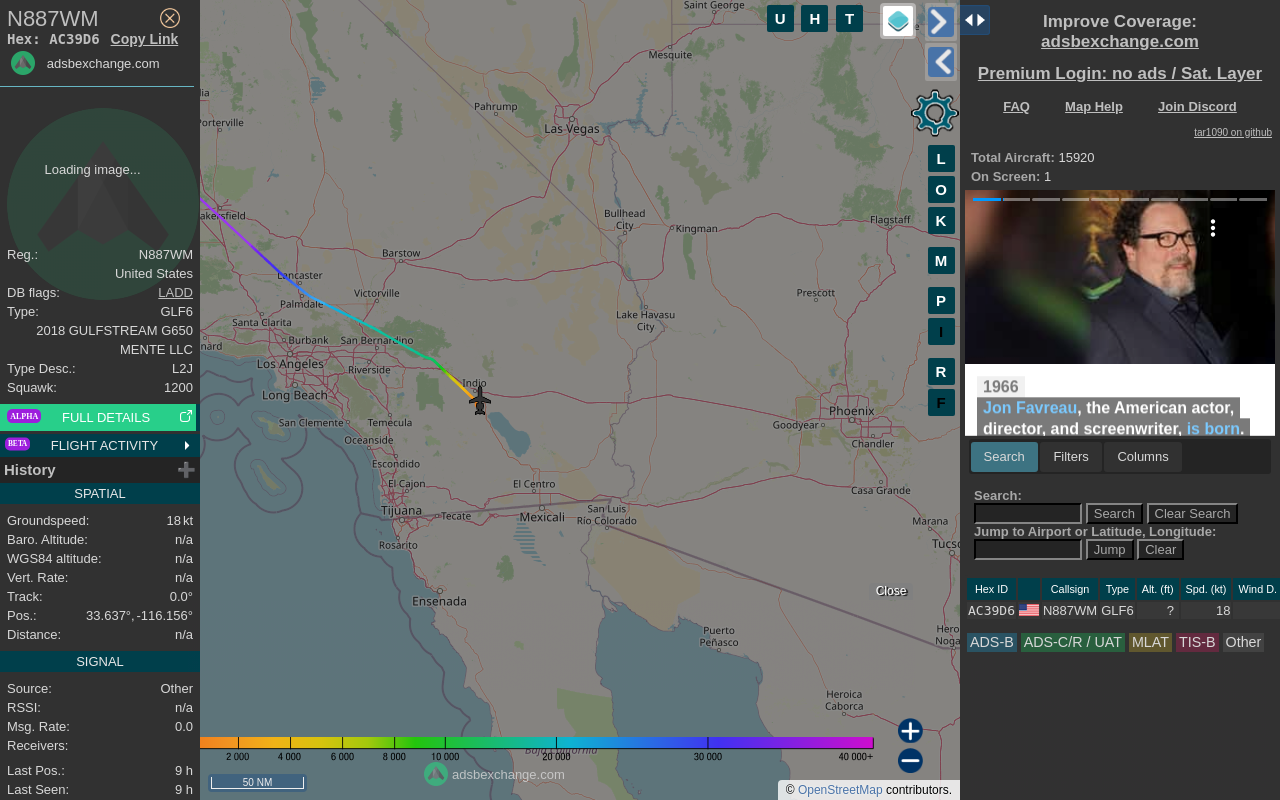 N887WM
Hex: AC39D6 Copy Link
adsbexchange.com
Loading image...
Reg.: N887WM
United States
DB flags: LADD
Type: GLF6
2018 GULFSTREAM G650
MENTE LLC
Type Desc.: L2J
Squawk: 1200
ALPHA FULL DETAILS
BETA FLIGHT ACTIVITY
History
SPATIAL
Groundspeed: 18 kt
Baro. Altitude: n/a
WGS84 altitude: n/a
Vert. Rate: n/a
Track: 0.0°
Pos.: 33.637°, -116.156°
Distance: n/a
SIGNAL
Source: Other
RSSI: n/a
Msg. Rate: 0.0
Receivers:
Last Pos.: 9 h
Last Seen: 9 h
Saint George
U H T
Mesquite
Pahrump
Las Vegas
Porterville
L
O
K
M
P
I
R
F
akersfield
Bullhead
City
Kingman
Flagstaff
Barstow
Lancaster
Victorville
Palmdale
Prescott
Lake Havasu
City
Santa Clarita
Burbank
San Bernardino
nard
Los Angeles
Riverside
Indio
Long Beach
Phoenix
San Clemente
Temecula
Goodyear
Oceanside
Chandler
Escondido
El Cajon
El Centro
Casa Grande
Tijuana
Tecate
Mexicali
San Luis
Río Colorado
Marana
Rosarito
Tucso
Close
Ensenada
Puerto
Peñasco
Hero
Noga
Heroica
Caborca
Baja California
2 000 4 000 6 000 8 000 10 000 20 000 30 000 40 000+
adsbexchange.com
50 NM
© OpenStreetMap contributors.
Improve Coverage:
adsbexchange.com
Premium Login: no ads / Sat. Layer
FAQ Map Help Join Discord
tar1090 on github
Total Aircraft: 15920
On Screen: 1
1966
Jon Favreau, the American actor,
director, and screenwriter, is born.
Search Filters Columns
Search:
Search Clear Search
Jump to Airport or Latitude, Longitude:
Jump Clear
Hex ID Callsign Type Alt. (ft) Spd. (kt) Wind D.
AC39D6 N887WM GLF6 ? 18
ADS-B ADS-C/R / UAT MLAT TIS-B Other